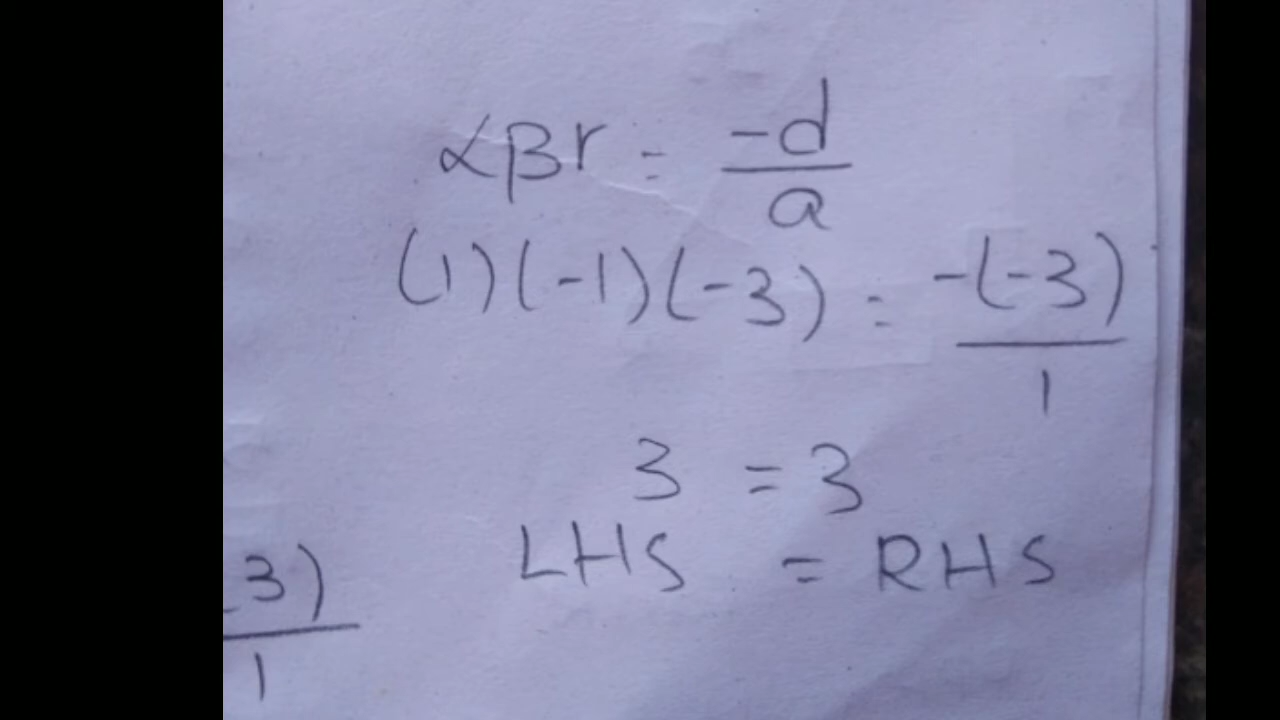 αβr = -d/a
(1)(-1)(-3) = -(-3)/1
3 = 3
LHS = RHS
3)/1